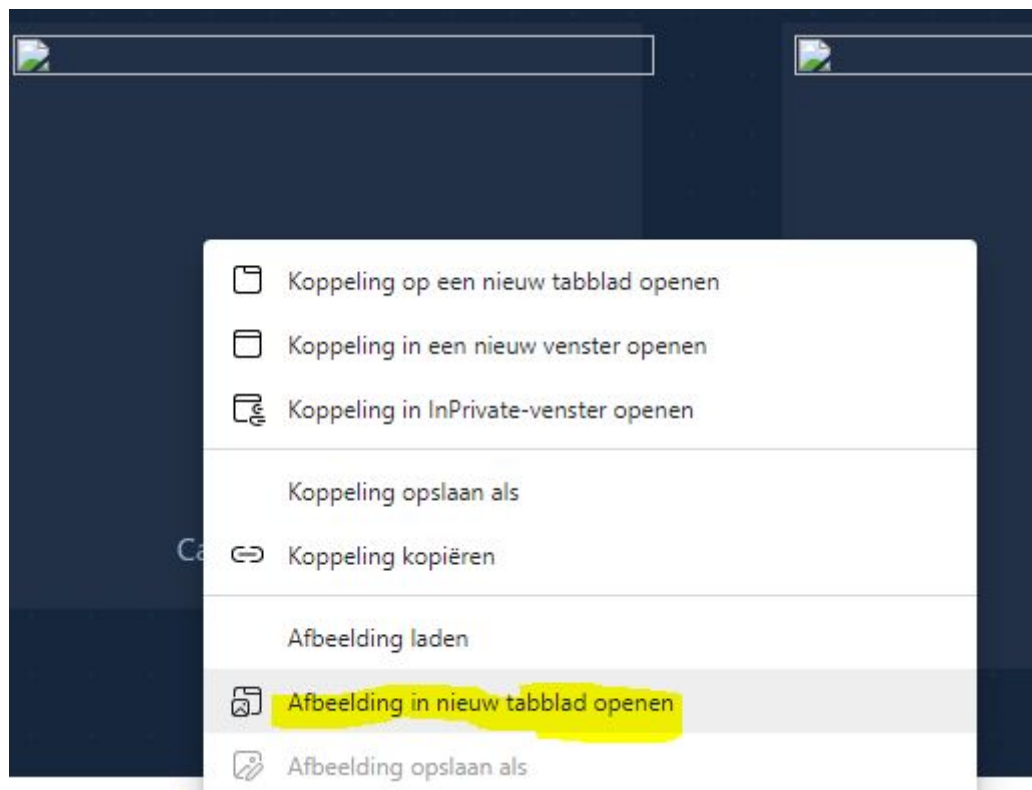 Koppeling op een nieuw tabblad openen
Koppeling in een nieuw venster openen
Koppeling in InPrivate-venster openen
Koppeling opslaan als
Ca
Koppeling kopiëren
Afbeelding laden
Afbeelding in nieuw tabblad openen
Afbeelding opslaan als